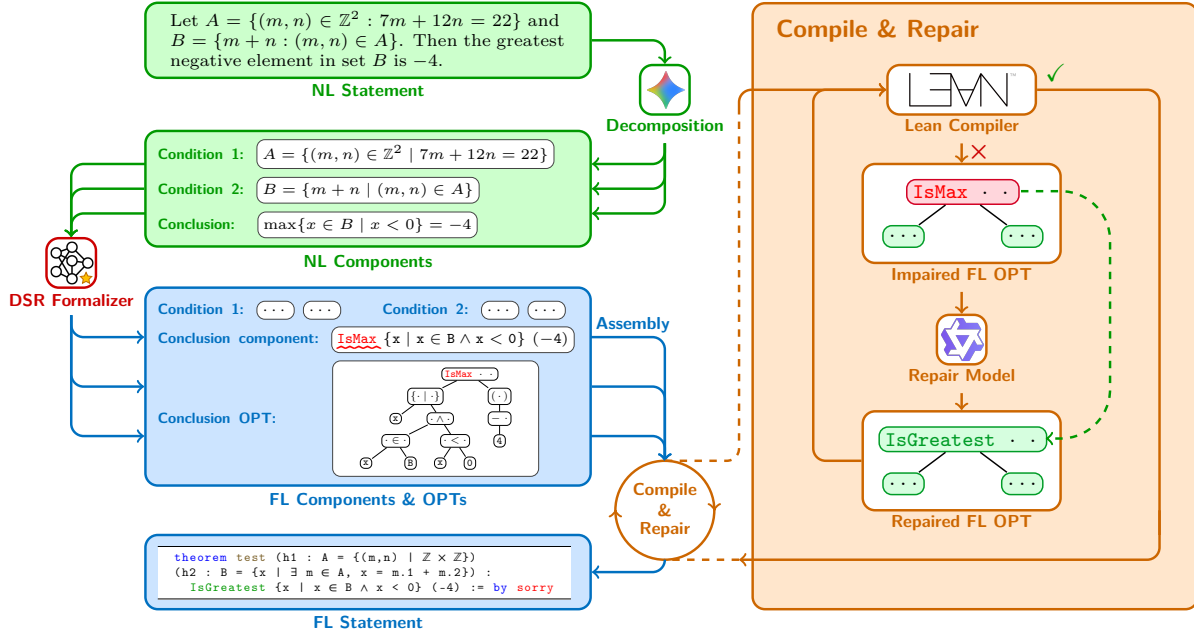 Let A = {(m, n) ∈ ℤ² : 7m + 12n = 22} and
B = {m + n : (m, n) ∈ A}. Then the greatest
negative element in set B is −4.
NL Statement
Decomposition
Condition 1: A = {(m, n) ∈ ℤ² | 7m + 12n = 22}
Condition 2: B = {m + n | (m, n) ∈ A}
Conclusion: max{x ∈ B | x < 0} = −4
NL Components
DSR Formalizer
Condition 1: ··· ··· Condition 2: ··· ···
Conclusion component: IsMax {x | x ∈ B ∧ x < 0} (−4)
Conclusion OPT:
IsMax · ·
{· | ·} (·)
x · ∧ · − ·
· ∈ · · < · 4
x B x 0
FL Components & OPTs
Assembly
Compile
&
Repair
theorem test (h1 : A = {(m,n) | ℤ × ℤ})
(h2 : B = {x | ∃ m ∈ A, x = m.1 + m.2}) :
IsGreatest {x | x ∈ B ∧ x < 0} (-4) := by sorry
FL Statement
Compile & Repair
LEAN™
✓
Lean Compiler
×
IsMax · ·
··· ···
Impaired FL OPT
Repair Model
IsGreatest · ·
··· ···
Repaired FL OPT